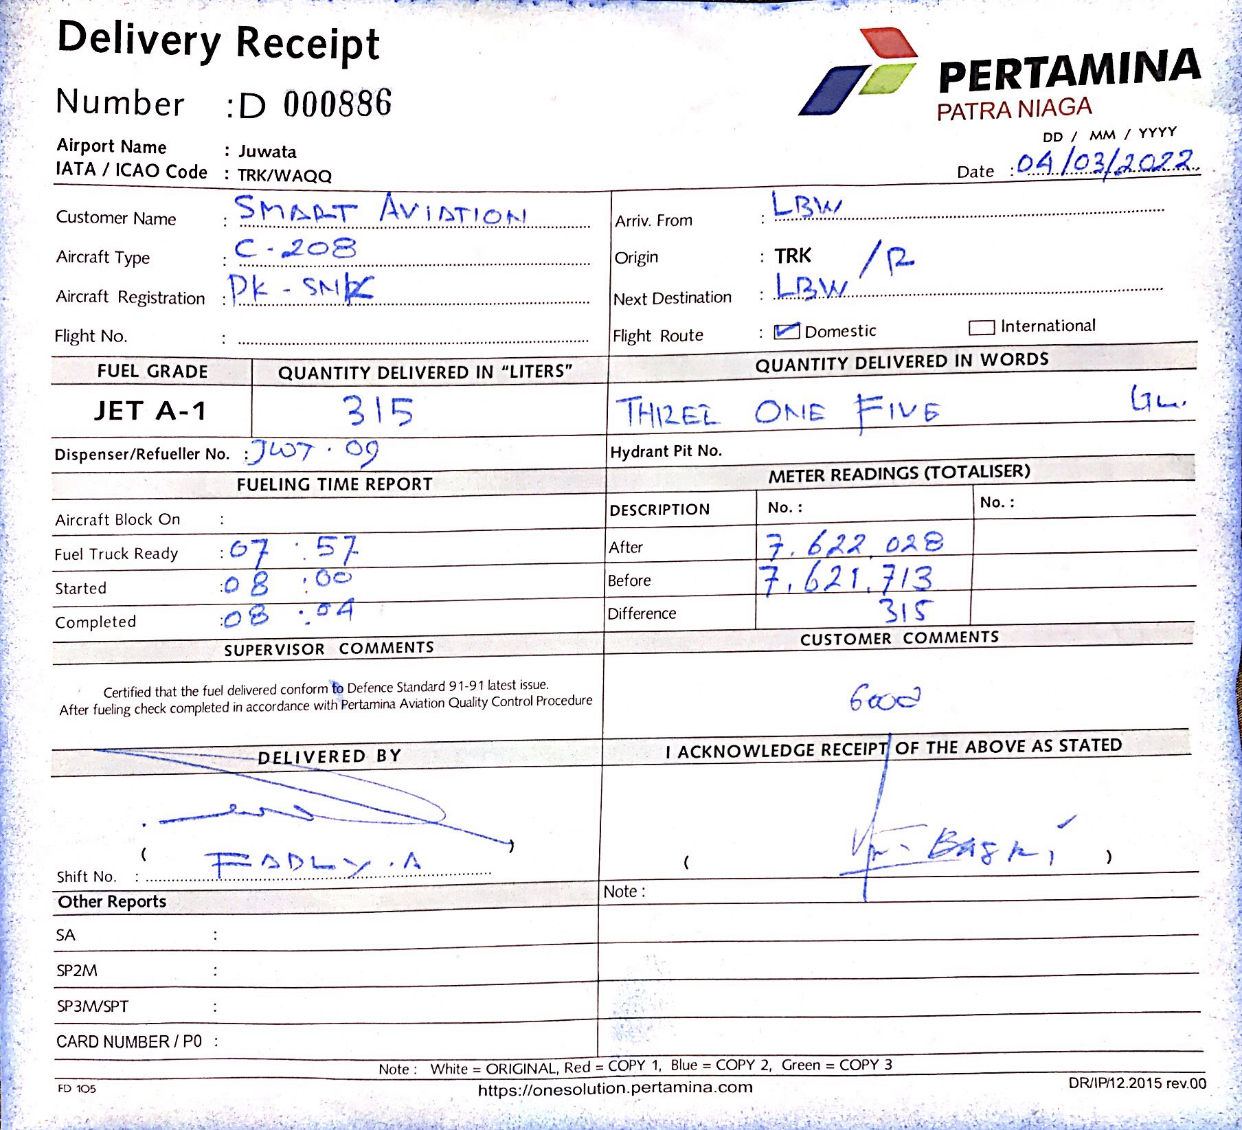 Delivery Receipt
Number : D 000886
PERTAMINA
PATRA NIAGA
Airport Name : Juwata
IATA / ICAO Code : TRK/WAQQ
DD / MM / YYYY
Date : 04/03/2022
Customer Name : SMART AVIATION
Arriv. From : LBW
Aircraft Type : C-208
Origin : TRK /R
Aircraft Registration : PK-SMK
Next Destination : LBW
Flight No. :
Flight Route : Domestic International
FUEL GRADE QUANTITY DELIVERED IN "LITERS" QUANTITY DELIVERED IN WORDS
JET A-1 315 THREE ONE FIVE
Dispenser/Refueller No. : JWT.09 Hydrant Pit No.
FUELING TIME REPORT METER READINGS (TOTALISER)
Aircraft Block On : DESCRIPTION No. : No. :
Fuel Truck Ready : 07 : 57 After 7.622.028
Started : 08 : 00 Before 7.621.713
Completed : 08 : 04 Difference 315
SUPERVISOR COMMENTS CUSTOMER COMMENTS
Certified that the fuel delivered conform to Defence Standard 91-91 latest issue.
After fueling check completed in accordance with Pertamina Aviation Quality Control Procedure
GOOD
DELIVERED BY I ACKNOWLEDGE RECEIPT OF THE ABOVE AS STATED
( FADLY.A )
Shift No. :
( )
Note :
Other Reports
SA :
SP2M :
SP3M/SPT :
CARD NUMBER / P0 :
Note : White = ORIGINAL, Red = COPY 1, Blue = COPY 2, Green = COPY 3
FD 105 https://onesolution.pertamina.com DR/IP/12.2015 rev.00